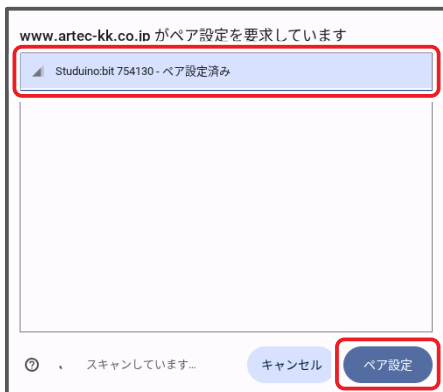 www.artec-kk.co.jp がペア設定を要求しています
Studuino:bit 754130 - ペア設定済み
スキャンしています...
キャンセル
ペア設定